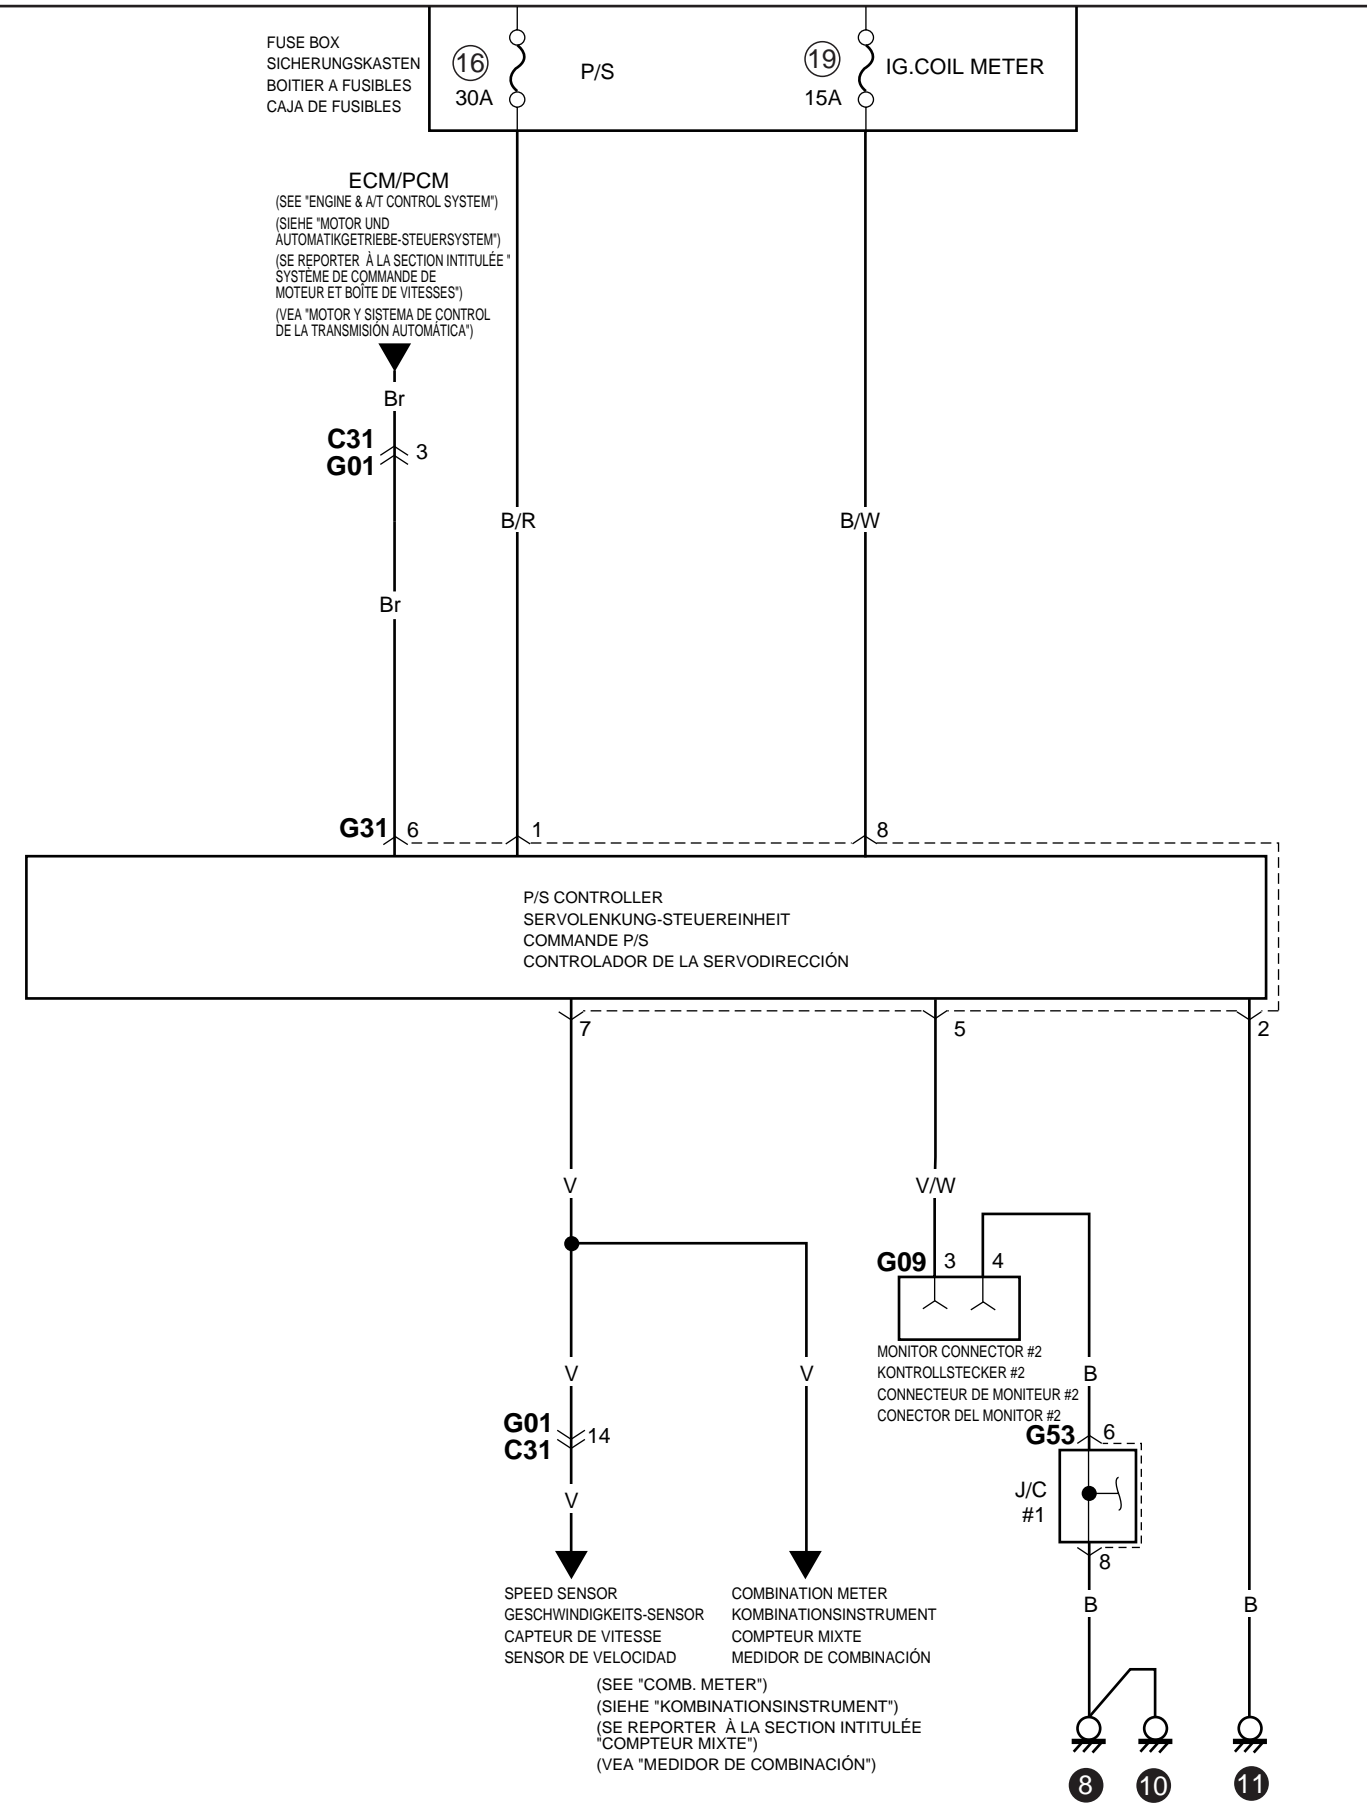 FUSE BOX
SICHERUNGSKASTEN
BOITIER A FUSIBLES
CAJA DE FUSIBLES
16
30A
P/S
19
15A
IG.COIL METER
ECM/PCM
(SEE "ENGINE & A/T CONTROL SYSTEM")
(SIEHE "MOTOR UND
AUTOMATIKGETRIEBE-STEUERSYSTEM")
(SE REPORTER À LA SECTION INTITULÉE "
SYSTÈME DE COMMANDE DE
MOTEUR ET BOÎTE DE VITESSES")
(VEA "MOTOR Y SISTEMA DE CONTROL
DE LA TRANSMISIÓN AUTOMÁTICA")
Br
C31
G01
3
B/R
B/W
Br
G31
6
1
8
P/S CONTROLLER
SERVOLENKUNG-STEUEREINHEIT
COMMANDE P/S
CONTROLADOR DE LA SERVODIRECCIÓN
7
5
2
V
V/W
G09
3
4
MONITOR CONNECTOR #2
KONTROLLSTECKER #2
CONNECTEUR DE MONITEUR #2
CONECTOR DEL MONITOR #2
V
V
B
G01
C31
14
G53
6
J/C
#1
8
V
SPEED SENSOR
GESCHWINDIGKEITS-SENSOR
CAPTEUR DE VITESSE
SENSOR DE VELOCIDAD
COMBINATION METER
KOMBINATIONSINSTRUMENT
COMPTEUR MIXTE
MEDIDOR DE COMBINACIÓN
(SEE "COMB. METER")
(SIEHE "KOMBINATIONSINSTRUMENT")
(SE REPORTER À LA SECTION INTITULÉE
"COMPTEUR MIXTE")
(VEA "MEDIDOR DE COMBINACIÓN")
B
B
8
10
11